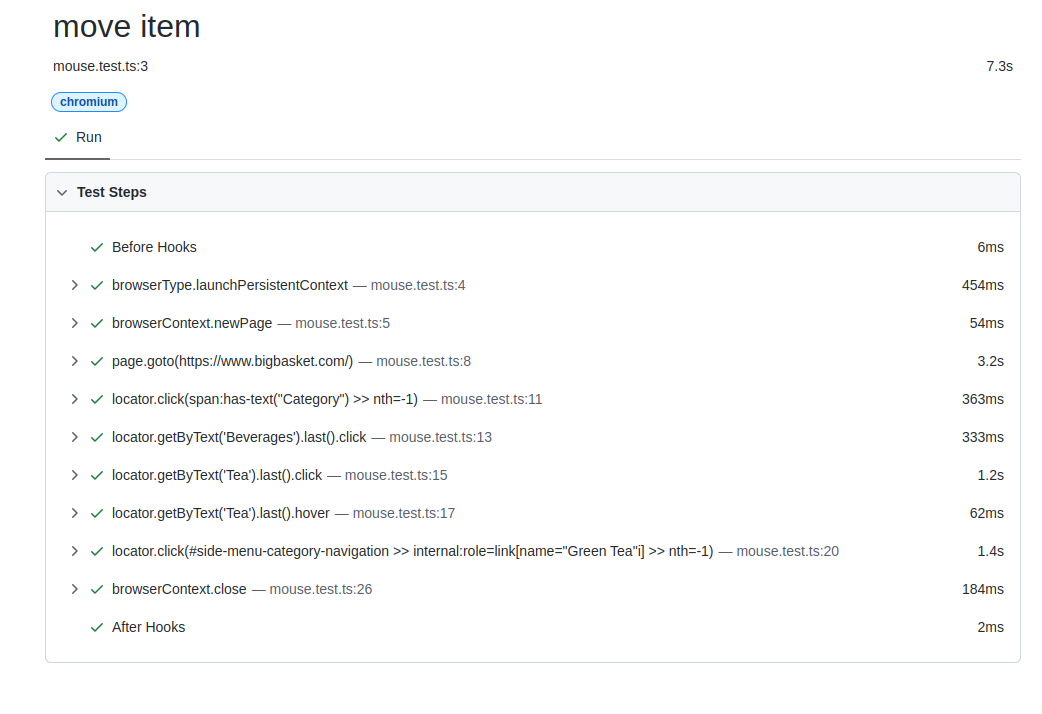 move item
mouse.test.ts:3 7.3s
chromium
Run
Test Steps
Before Hooks 6ms
browserType.launchPersistentContext — mouse.test.ts:4 454ms
browserContext.newPage — mouse.test.ts:5 54ms
page.goto(https://www.bigbasket.com/) — mouse.test.ts:8 3.2s
locator.click(span:has-text("Category") >> nth=-1) — mouse.test.ts:11 363ms
locator.getByText('Beverages').last().click — mouse.test.ts:13 333ms
locator.getByText('Tea').last().click — mouse.test.ts:15 1.2s
locator.getByText('Tea').last().hover — mouse.test.ts:17 62ms
locator.click(#side-menu-category-navigation >> internal:role=link[name="Green Tea"i] >> nth=-1) — mouse.test.ts:20 1.4s
browserContext.close — mouse.test.ts:26 184ms
After Hooks 2ms